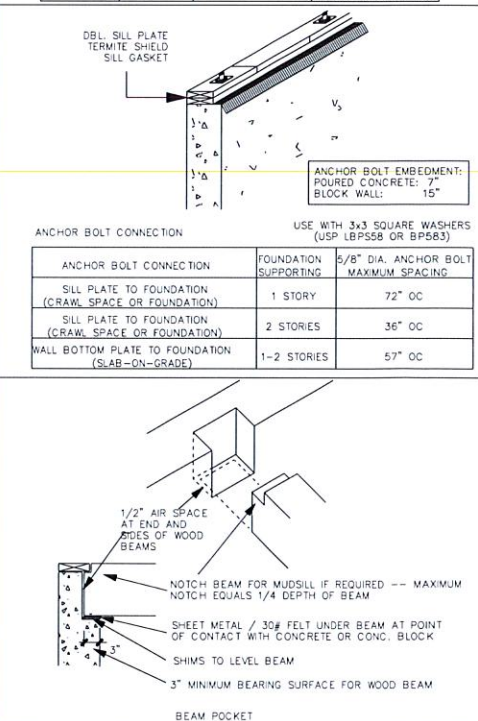 DBL. SILL PLATE
TERMITE SHIELD
SILL GASKET
ANCHOR BOLT EMBEDMENT:
POURED CONCRETE: 7"
BLOCK WALL: 15"
ANCHOR BOLT CONNECTION
USE WITH 3x3 SQUARE WASHERS
(USP LBPS58 OR BP583)
ANCHOR BOLT CONNECTION
FOUNDATION
SUPPORTING
5/8" DIA. ANCHOR BOLT
MAXIMUM SPACING
SILL PLATE TO FOUNDATION
(CRAWL SPACE OR FOUNDATION)
1 STORY
72" OC
SILL PLATE TO FOUNDATION
(CRAWL SPACE OR FOUNDATION)
2 STORIES
36" OC
WALL BOTTOM PLATE TO FOUNDATION
(SLAB-ON-GRADE)
1-2 STORIES
57" OC
1/2" AIR SPACE
AT END AND
SIDES OF WOOD
BEAMS
NOTCH BEAM FOR MUDSILL IF REQUIRED -- MAXIMUM
NOTCH EQUALS 1/4 DEPTH OF BEAM
SHEET METAL / 30# FELT UNDER BEAM AT POINT
OF CONTACT WITH CONCRETE OR CONC. BLOCK
SHIMS TO LEVEL BEAM
3"
3" MINIMUM BEARING SURFACE FOR WOOD BEAM
BEAM POCKET